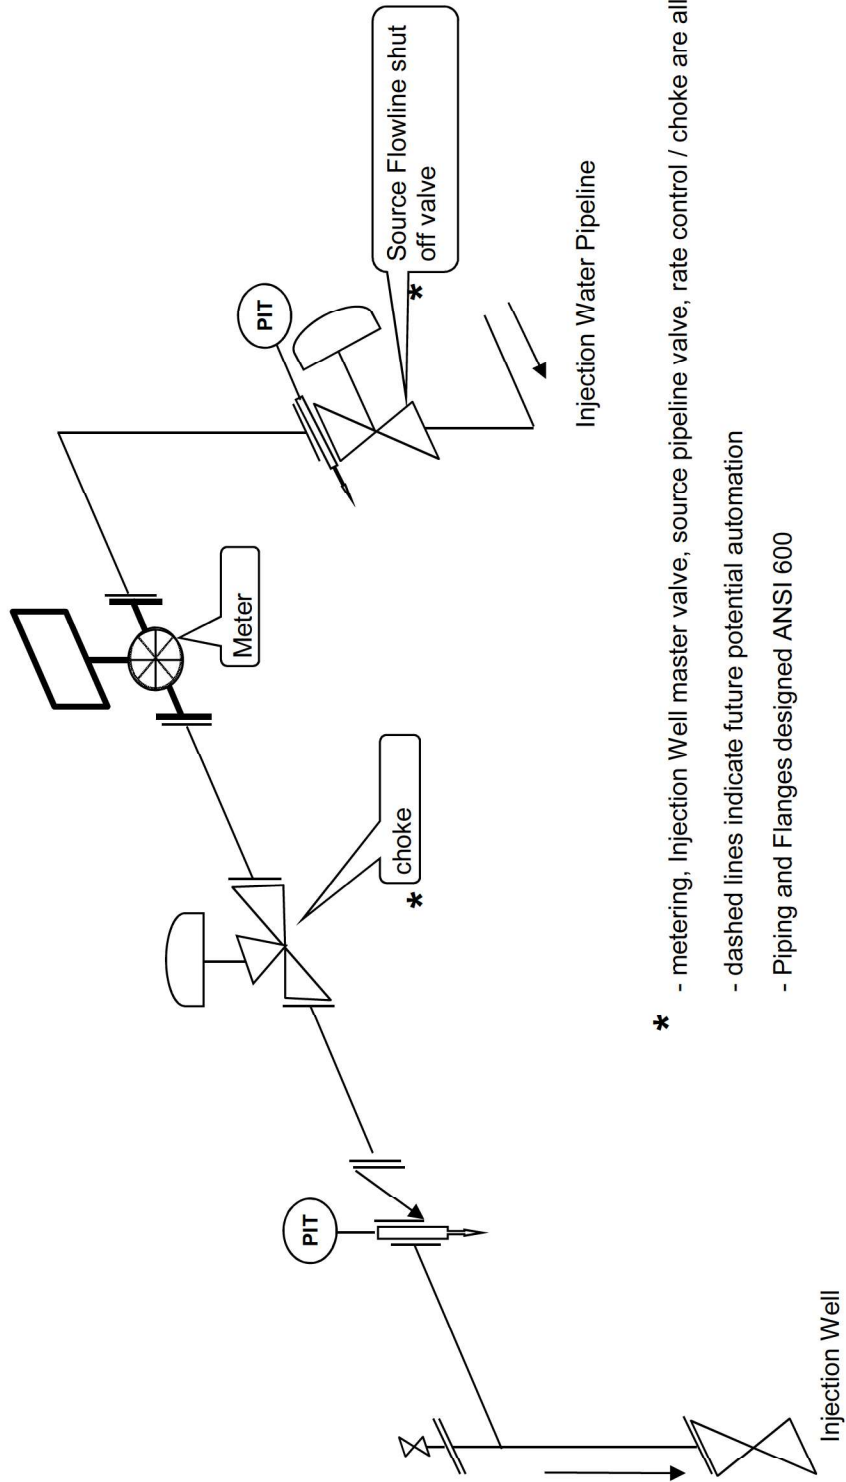 PIT
Source Flowline shut
off valve
*
Meter
Injection Water Pipeline
choke
*
PIT
Injection Well
* - metering, Injection Well master valve, source pipeline valve, rate control / choke are all
- dashed lines indicate future potential automation
- Piping and Flanges designed ANSI 600